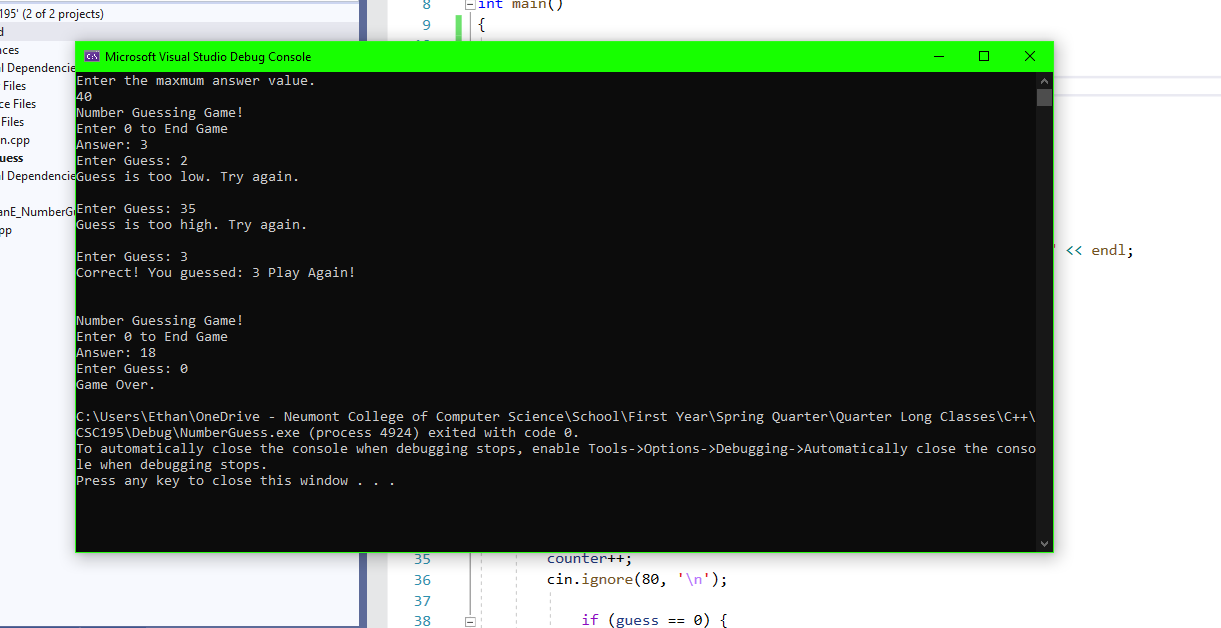 195' (2 of 2 projects)
8 int main()
9 {
Microsoft Visual Studio Debug Console
Enter the maxmum answer value.
40
Number Guessing Game!
Enter 0 to End Game
Answer: 3
Enter Guess: 2
Guess is too low. Try again.
Enter Guess: 35
Guess is too high. Try again.
Enter Guess: 3
Correct! You guessed: 3 Play Again!
Number Guessing Game!
Enter 0 to End Game
Answer: 18
Enter Guess: 0
Game Over.
C:\Users\Ethan\OneDrive - Neumont College of Computer Science\School\First Year\Spring Quarter\Quarter Long Classes\C++\
CSC195\Debug\NumberGuess.exe (process 4924) exited with code 0.
To automatically close the console when debugging stops, enable Tools->Options->Debugging->Automatically close the conso
le when debugging stops.
Press any key to close this window . . .
d
nces
l Dependencie
Files
ce Files
Files
n.cpp
uess
l Dependencie
anE_NumberGu
pp
" << endl;
35 counter++;
36 cin.ignore(80, '\n');
37
38 if (guess == 0) {